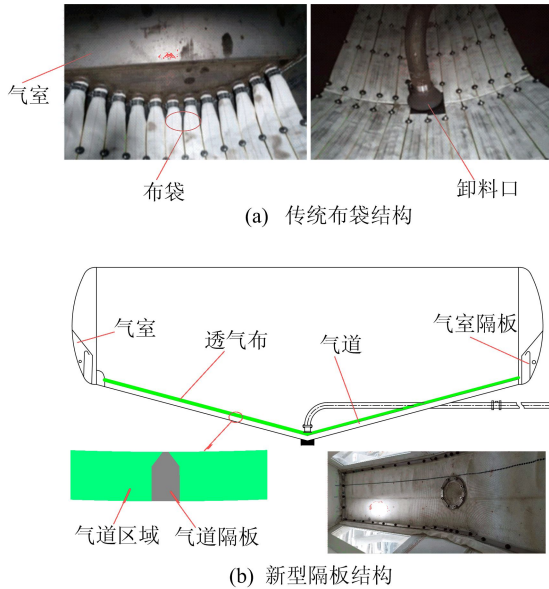 气室
布袋
卸料口
(a) 传统布袋结构
气室
透气布
气道
气室隔板
气道区域
气道隔板
(b) 新型隔板结构